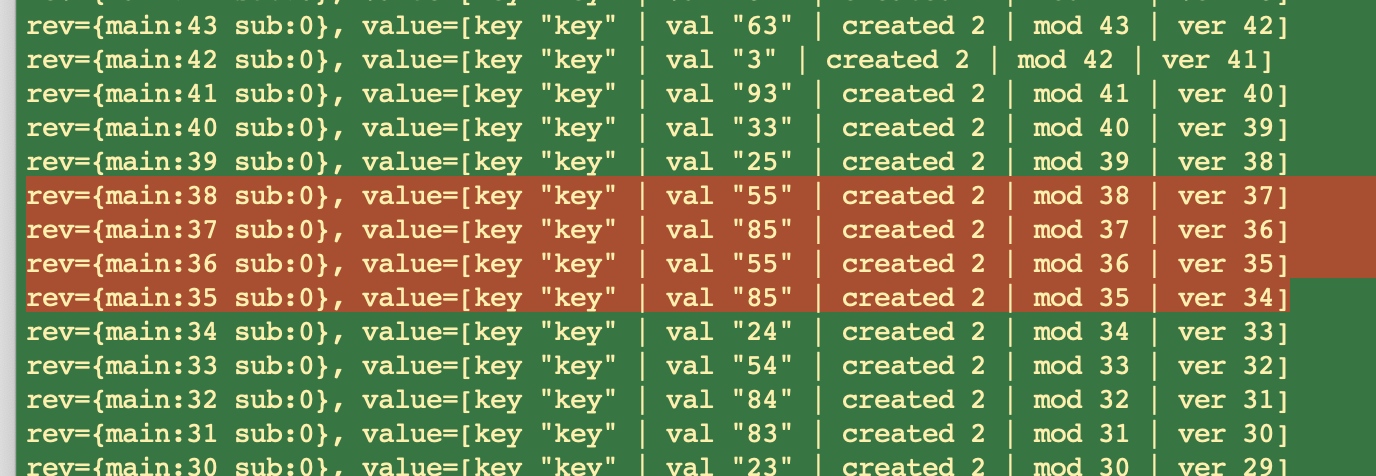 rev={main:43 sub:0}, value=[key "key" | val "63" | created 2 | mod 43 | ver 42]
rev={main:42 sub:0}, value=[key "key" | val "3" | created 2 | mod 42 | ver 41]
rev={main:41 sub:0}, value=[key "key" | val "93" | created 2 | mod 41 | ver 40]
rev={main:40 sub:0}, value=[key "key" | val "33" | created 2 | mod 40 | ver 39]
rev={main:39 sub:0}, value=[key "key" | val "25" | created 2 | mod 39 | ver 38]
rev={main:38 sub:0}, value=[key "key" | val "55" | created 2 | mod 38 | ver 37]
rev={main:37 sub:0}, value=[key "key" | val "85" | created 2 | mod 37 | ver 36]
rev={main:36 sub:0}, value=[key "key" | val "55" | created 2 | mod 36 | ver 35]
rev={main:35 sub:0}, value=[key "key" | val "85" | created 2 | mod 35 | ver 34]
rev={main:34 sub:0}, value=[key "key" | val "24" | created 2 | mod 34 | ver 33]
rev={main:33 sub:0}, value=[key "key" | val "54" | created 2 | mod 33 | ver 32]
rev={main:32 sub:0}, value=[key "key" | val "84" | created 2 | mod 32 | ver 31]
rev={main:31 sub:0}, value=[key "key" | val "83" | created 2 | mod 31 | ver 30]
rev={main:30 sub:0}, value=[key "key" | val "23" | created 2 | mod 30 | ver 29]